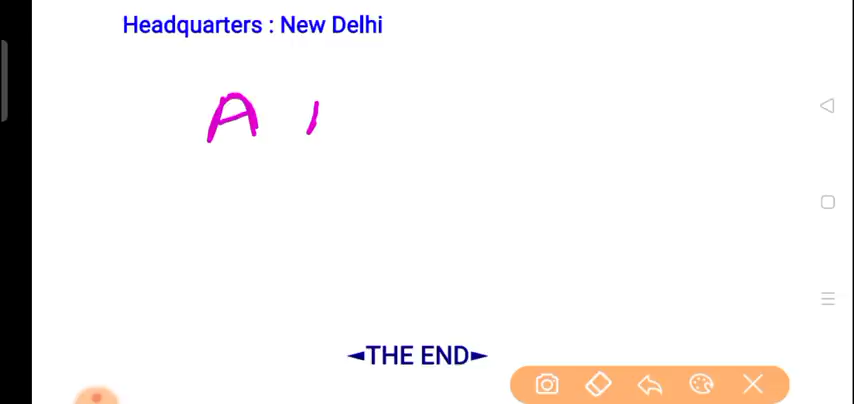 Headquarters : New Delhi
A /
◄THE END►